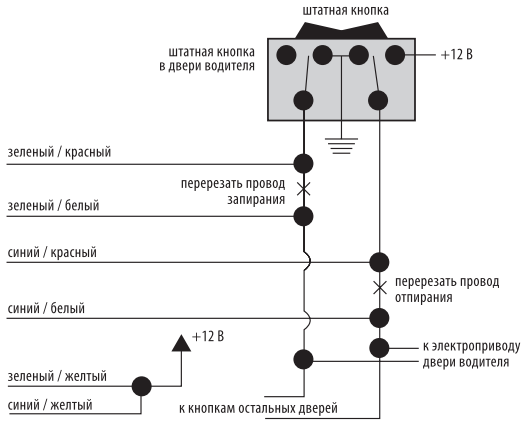 штатная кнопка
штатная кнопка
в двери водителя
+12 В
зеленый / красный
перерезать провод
запирания
зеленый / белый
синий / красный
перерезать провод
отпирания
синий / белый
+12 В
к электроприводу
двери водителя
зеленый / желтый
синий / желтый
к кнопкам остальных дверей